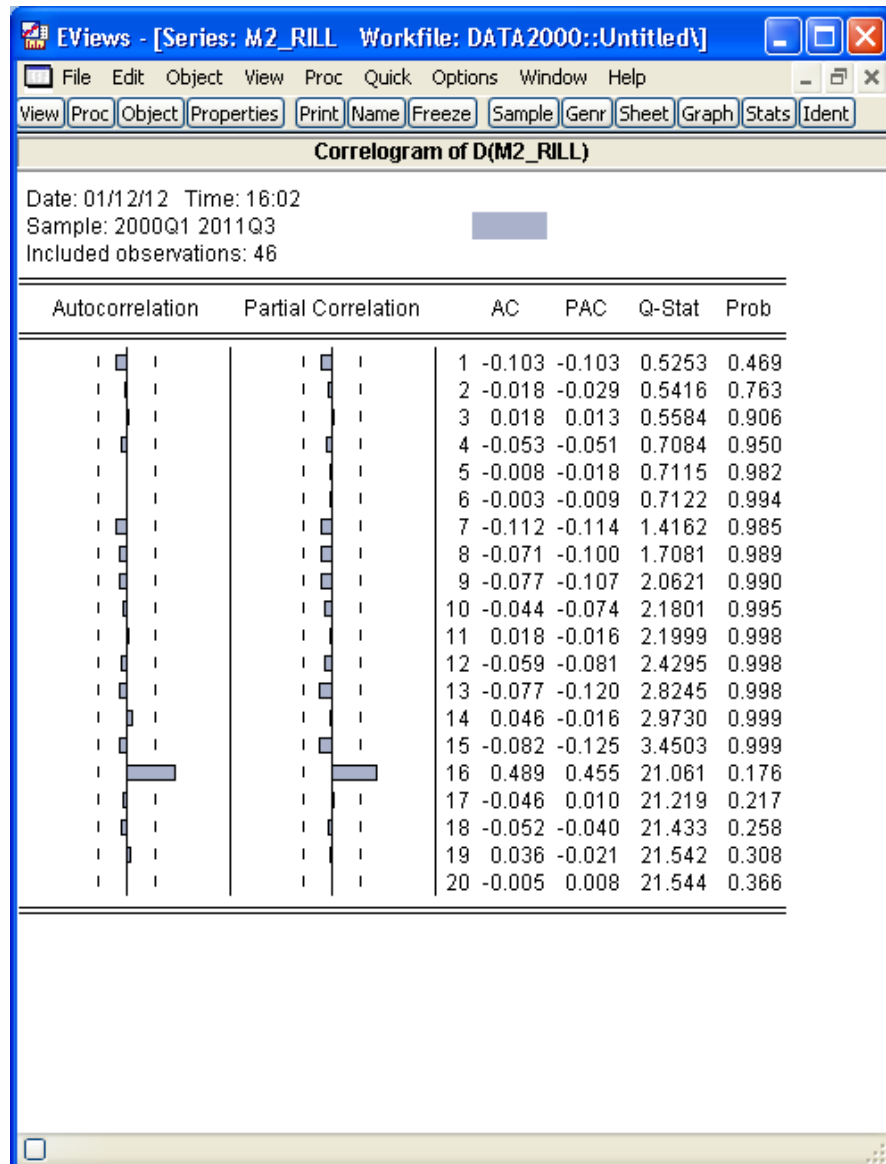 EViews - [Series: M2_RILL Workfile: DATA2000::Untitled\]
File Edit Object View Proc Quick Options Window Help
View Proc Object Properties Print Name Freeze Sample Genr Sheet Graph Stats Ident
Correlogram of D(M2_RILL)
Date: 01/12/12 Time: 16:02
Sample: 2000Q1 2011Q3
Included observations: 46
Autocorrelation Partial Correlation AC PAC Q-Stat Prob
1 -0.103 -0.103 0.5253 0.469
2 -0.018 -0.029 0.5416 0.763
3 0.018 0.013 0.5584 0.906
4 -0.053 -0.051 0.7084 0.950
5 -0.008 -0.018 0.7115 0.982
6 -0.003 -0.009 0.7122 0.994
7 -0.112 -0.114 1.4162 0.985
8 -0.071 -0.100 1.7081 0.989
9 -0.077 -0.107 2.0621 0.990
10 -0.044 -0.074 2.1801 0.995
11 0.018 -0.016 2.1999 0.998
12 -0.059 -0.081 2.4295 0.998
13 -0.077 -0.120 2.8245 0.998
14 0.046 -0.016 2.9730 0.999
15 -0.082 -0.125 3.4503 0.999
16 0.489 0.455 21.061 0.176
17 -0.046 0.010 21.219 0.217
18 -0.052 -0.040 21.433 0.258
19 0.036 -0.021 21.542 0.308
20 -0.005 0.008 21.544 0.366